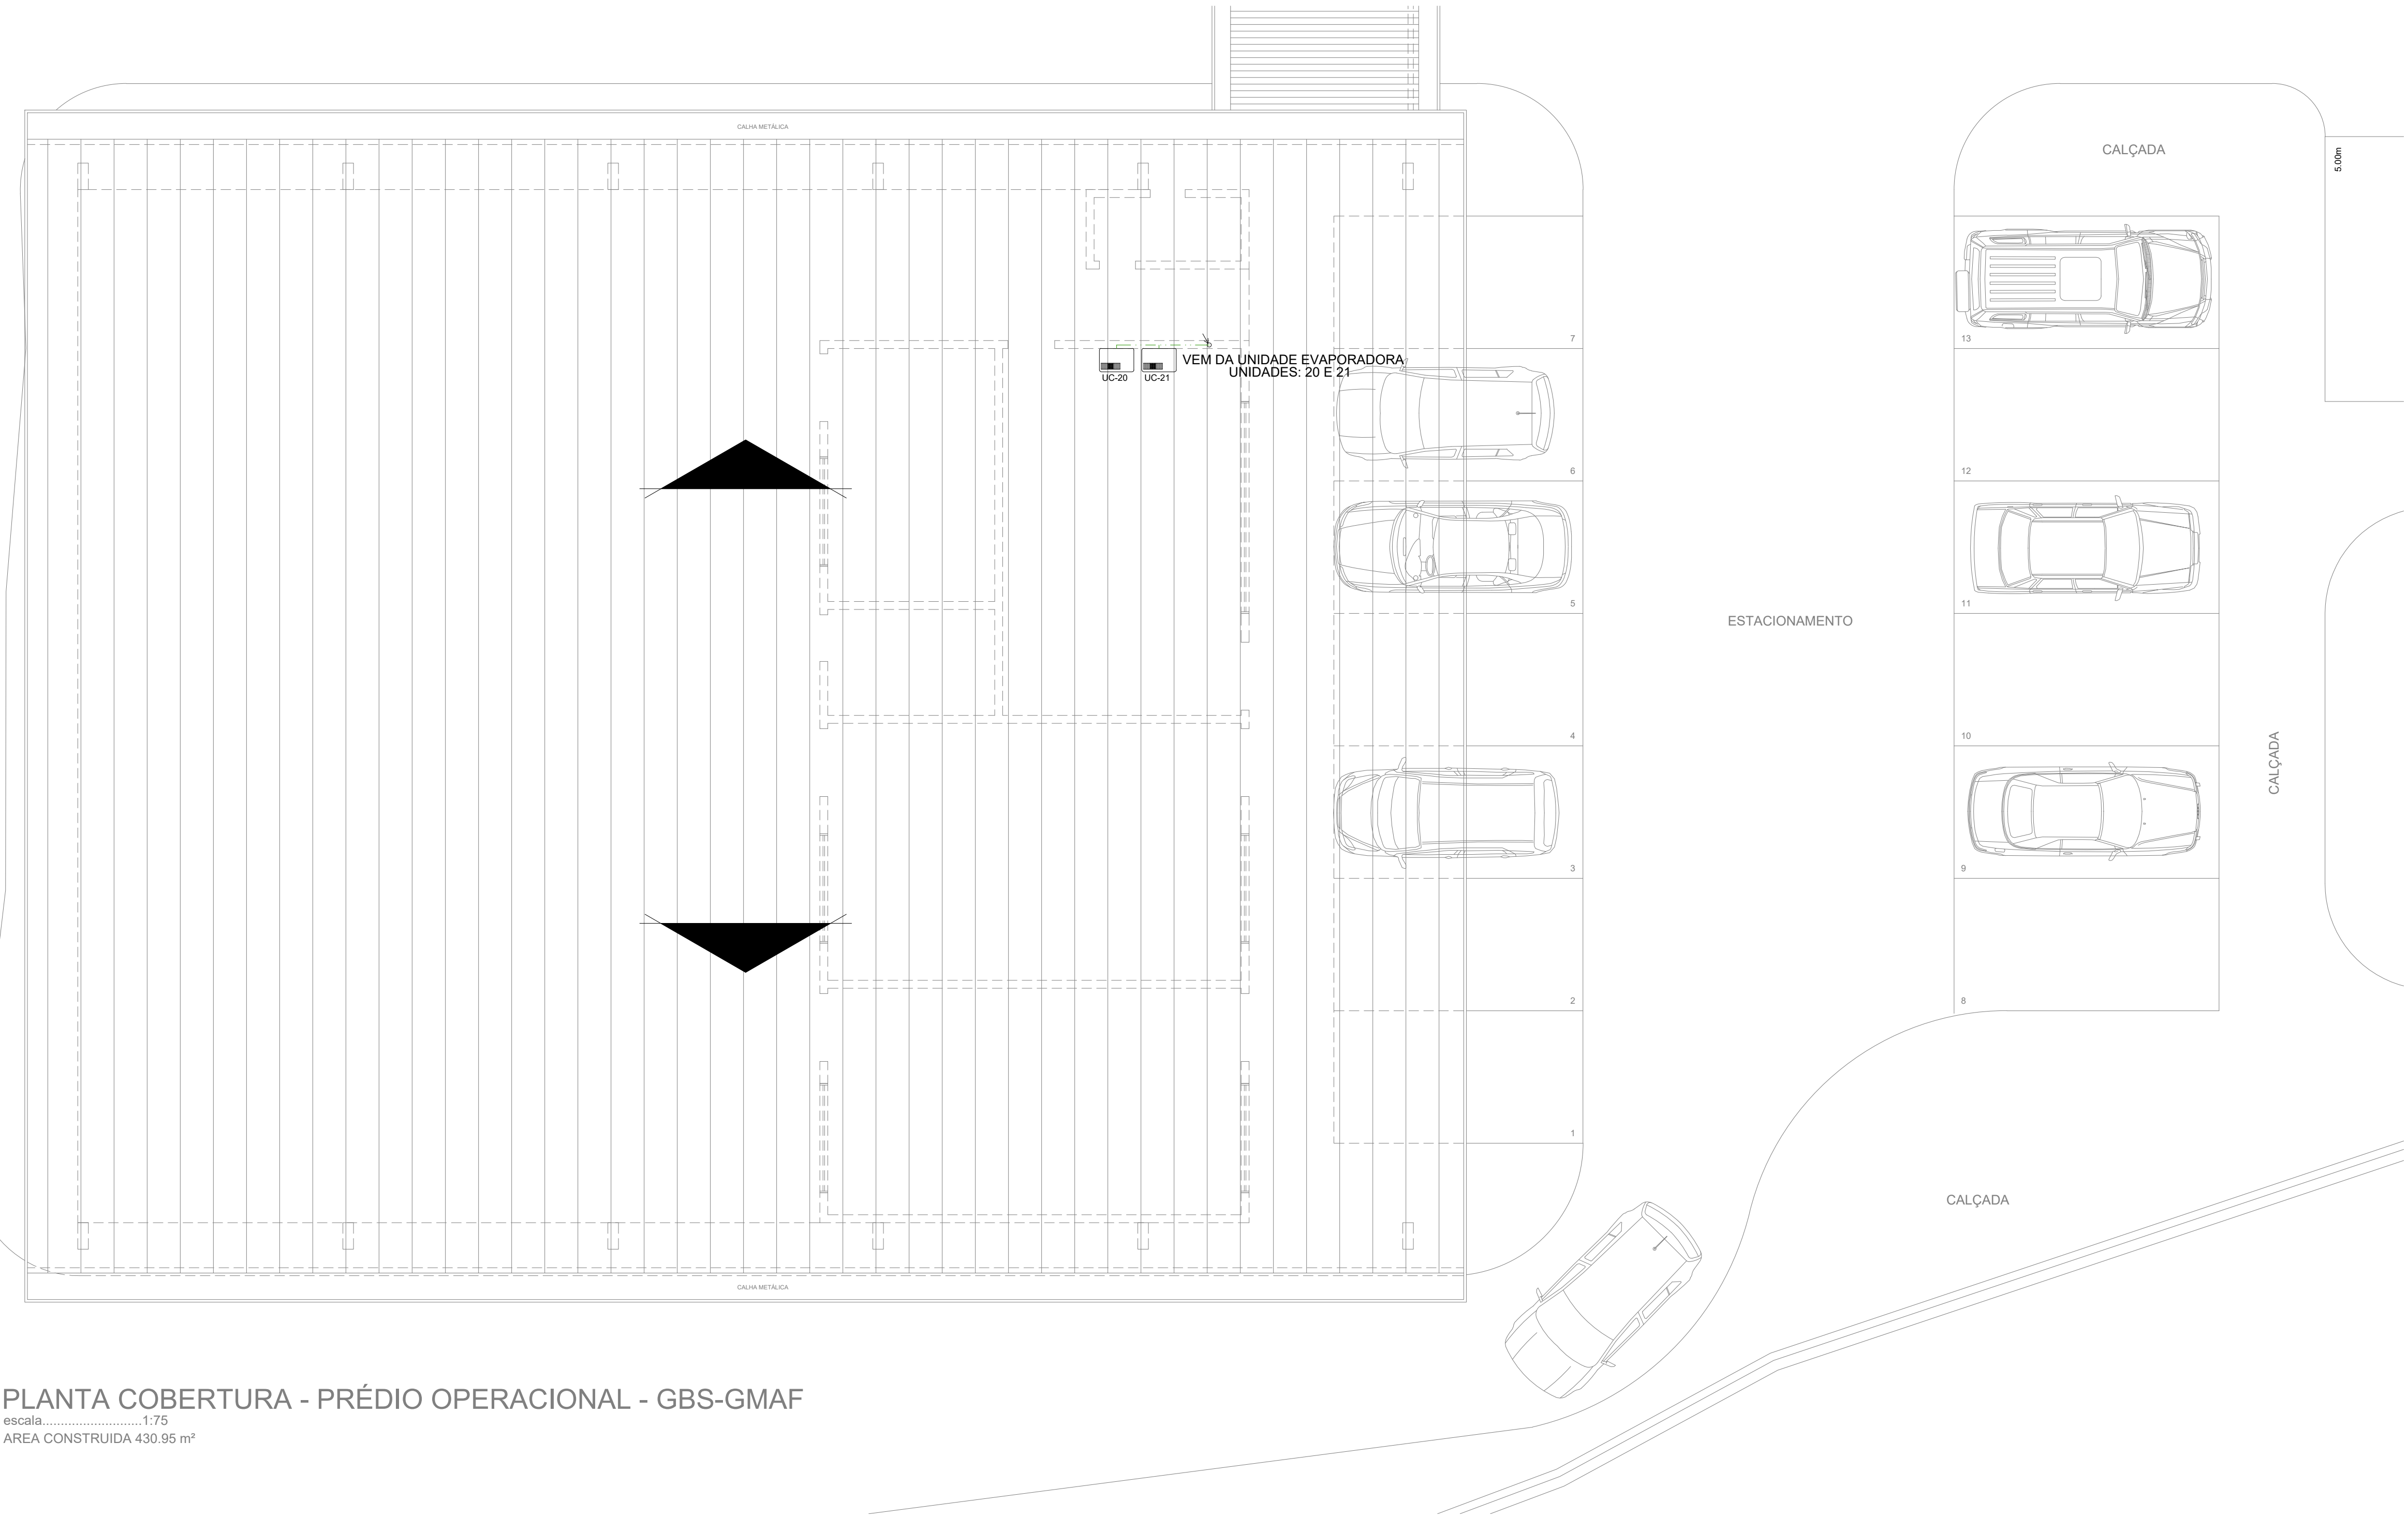 CALHA METÁLICA
CALÇADA
5.00m
7
13
VEM DA UNIDADE EVAPORADORA
UNIDADES: 20 E 21
UC-20
UC-21
6
12
5
11
ESTACIONAMENTO
4
10
CALÇADA
3
9
2
8
1
CALÇADA
CALHA METÁLICA
PLANTA COBERTURA - PRÉDIO OPERACIONAL - GBS-GMAF
escala...........................1:75
AREA CONSTRUIDA 430.95 m²